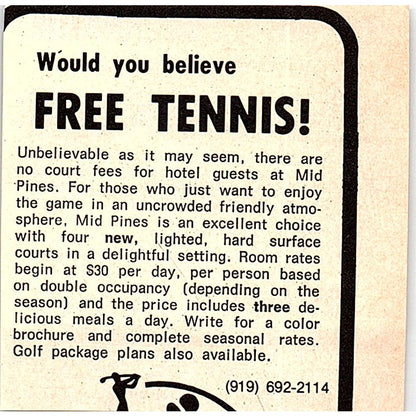 Would you believe
FREE TENNIS!
Unbelievable as it may seem, there are
no court fees for hotel guests at Mid
Pines. For those who just want to enjoy
the game in an uncrowded friendly atmo-
sphere, Mid Pines is an excellent choice
with four new, lighted, hard surface
courts in a delightful setting. Room rates
begin at $30 per day, per person based
on double occupancy (depending on the
season) and the price includes three de-
licious meals a day. Write for a color
brochure and complete seasonal rates.
Golf package plans also available.
(919) 692-2114